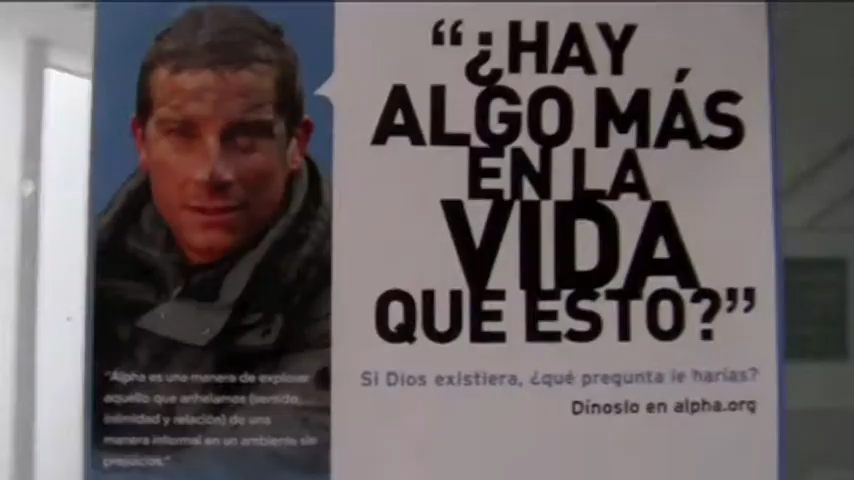 “¿HAY
ALGO MÁS
EN LA
VIDA
QUE ESTO?”
Si Dios existiera, ¿qué pregunta le harías?
Dínoslo en alpha.org
"Alpha es una manera de explorar
aquello que anhelamos (sentido,
intimidad y relación) de una
manera informal en un ambiente sin
prejuicios."